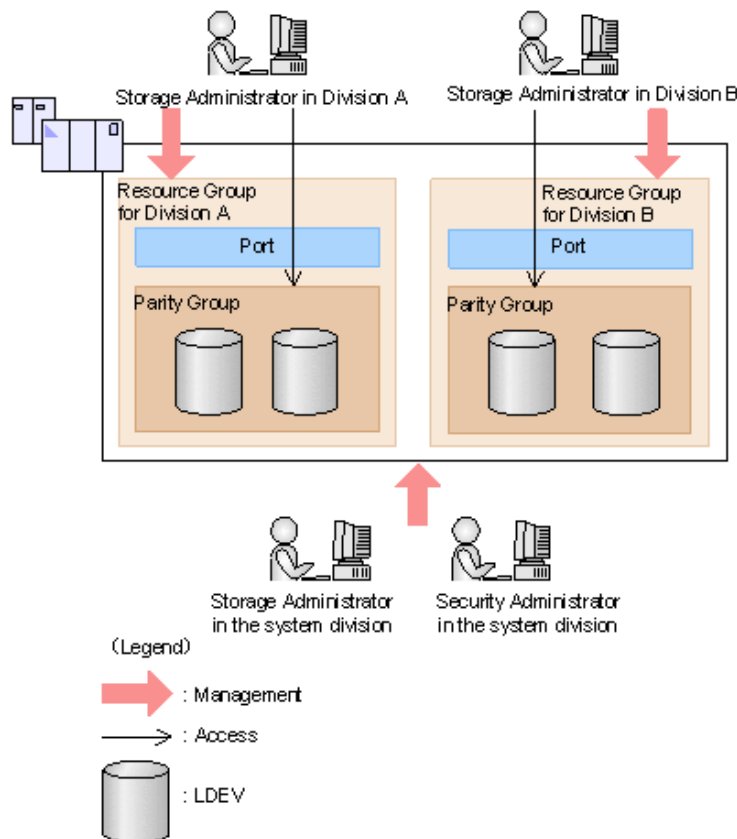 Storage Administrator in Division A
Storage Administrator in Division B
Resource Group
for Division A
Port
Parity Group
Resource Group
for Division B
Port
Parity Group
Storage Administrator
in the system division
Security Administrator
in the system division
(Legend)
: Management
: Access
: LDEV